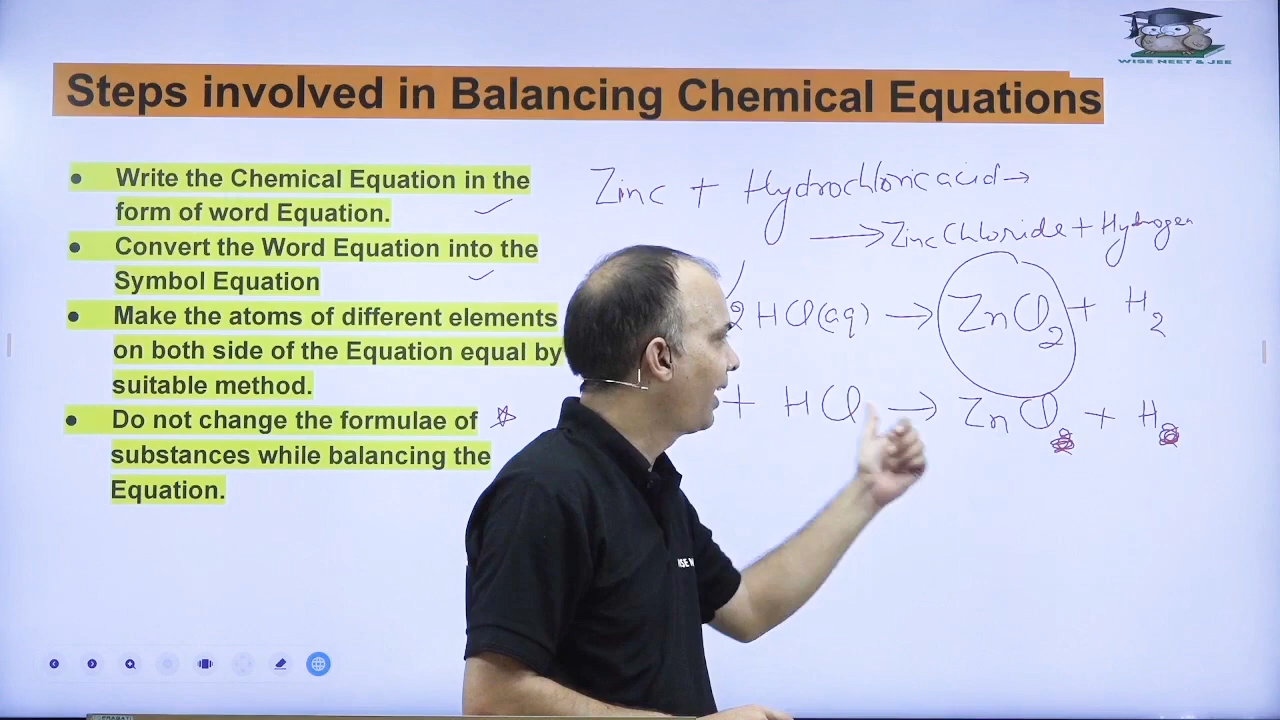 WISE NEET & JEE
Steps involved in Balancing Chemical Equations
● Write the Chemical Equation in the
form of word Equation.
● Convert the Word Equation into the
Symbol Equation
● Make the atoms of different elements
on both side of the Equation equal by
suitable method.
● Do not change the formulae of
substances while balancing the
Equation.
Zinc + Hydrochloric acid →
→ Zinc Chloride + Hydrogen
2HCl(aq) → ZnCl₂ + H₂
+ HCl → ZnCl + H